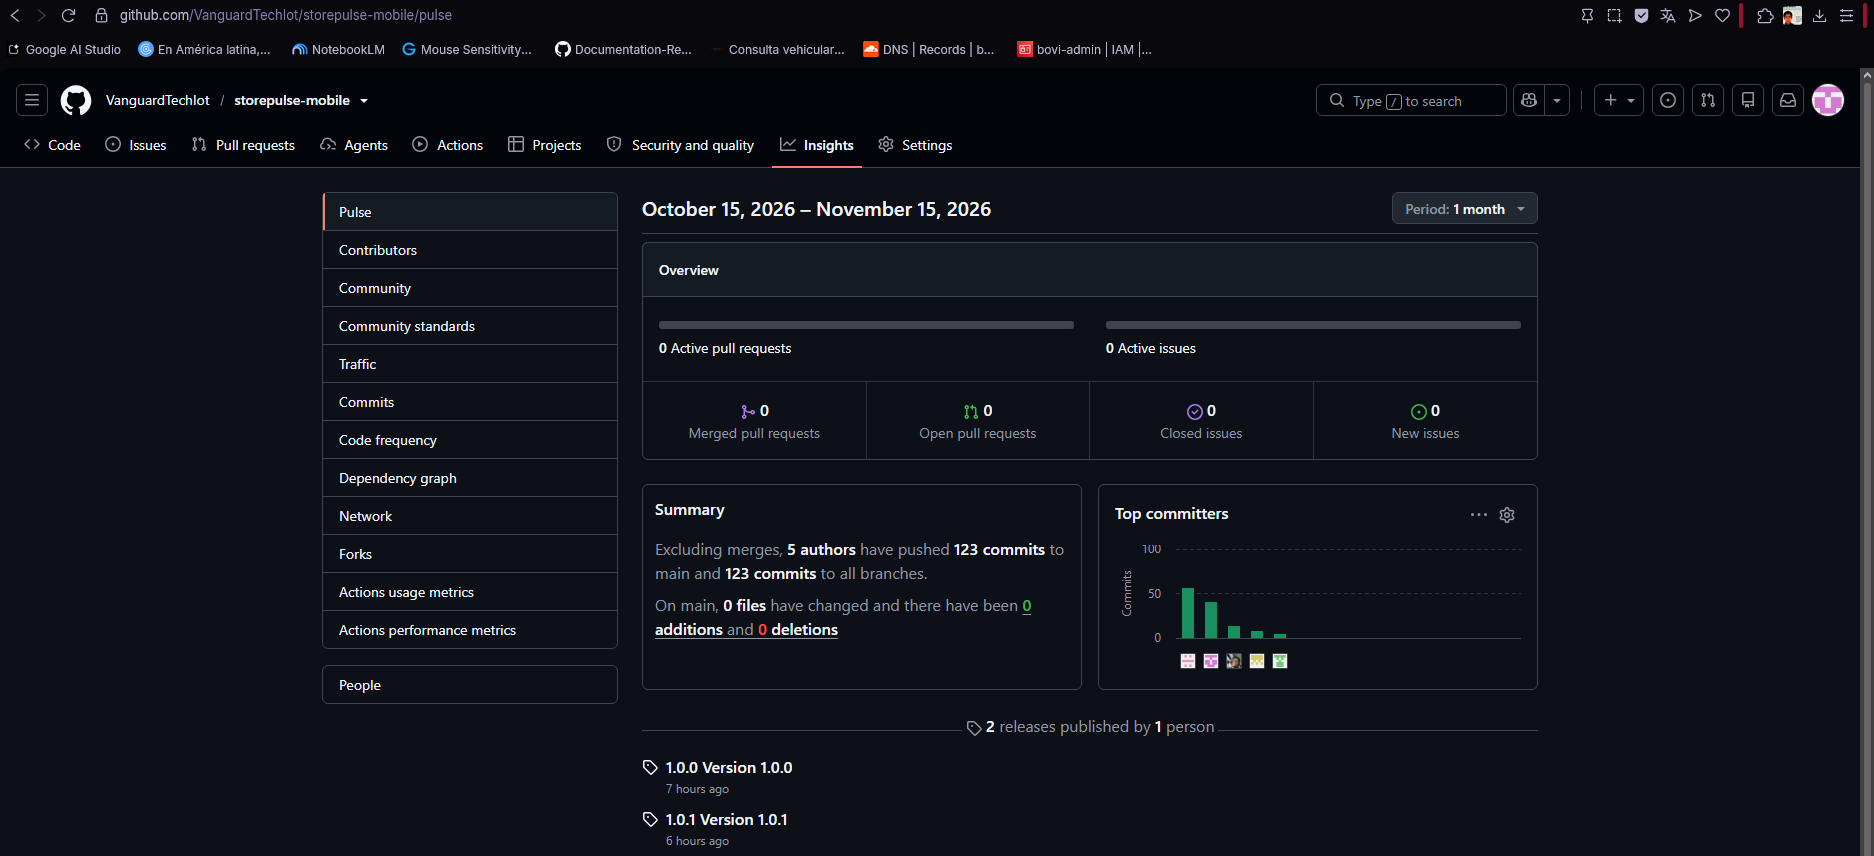 github.com/VanguardTechIot/storepulse-mobile/pulse
Google AI Studio
En América latina,...
NotebookLM
Mouse Sensitivity...
Documentation-Re...
Consulta vehicular...
DNS | Records | b...
bovi-admin | IAM |...
VanguardTechIot / storepulse-mobile
Type / to search
Code
Issues
Pull requests
Agents
Actions
Projects
Security and quality
Insights
Settings
Pulse
Contributors
Community
Community standards
Traffic
Commits
Code frequency
Dependency graph
Network
Forks
Actions usage metrics
Actions performance metrics
People
October 15, 2026 – November 15, 2026
Period: 1 month
Overview
0 Active pull requests
0 Active issues
0
Merged pull requests
0
Open pull requests
0
Closed issues
0
New issues
Summary
Excluding merges, 5 authors have pushed 123 commits to
main and 123 commits to all branches.
On main, 0 files have changed and there have been 0
additions and 0 deletions
Top committers
Commits
100
50
0
2 releases published by 1 person
1.0.0 Version 1.0.0
7 hours ago
1.0.1 Version 1.0.1
6 hours ago